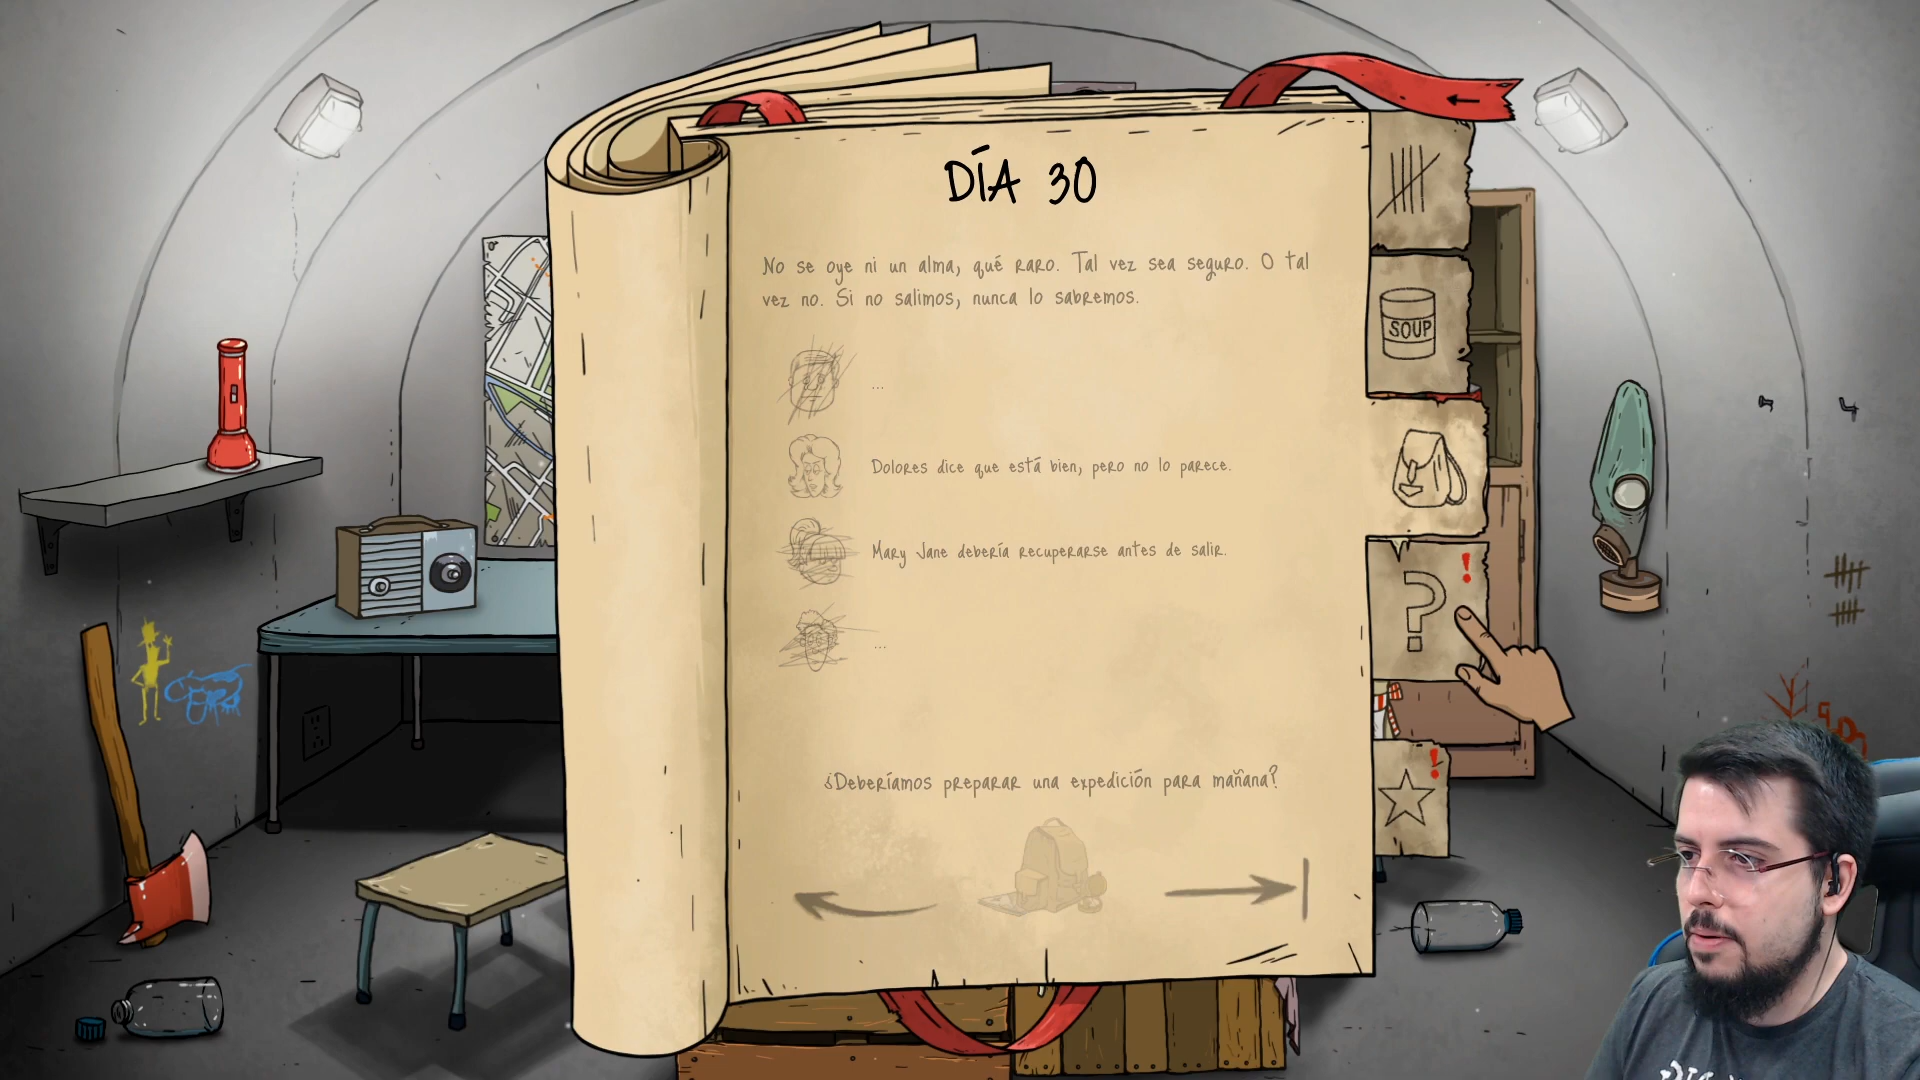 DÍA 30
No se oye ni un alma, qué raro. Tal vez sea seguro. O tal
vez no. Si no salimos, nunca lo sabremos.
SOUP
...
Dolores dice que está bien, pero no lo parece.
Mary Jane debería recuperarse antes de salir.
?
!
...
¿Deberíamos preparar una expedición para mañana?
!